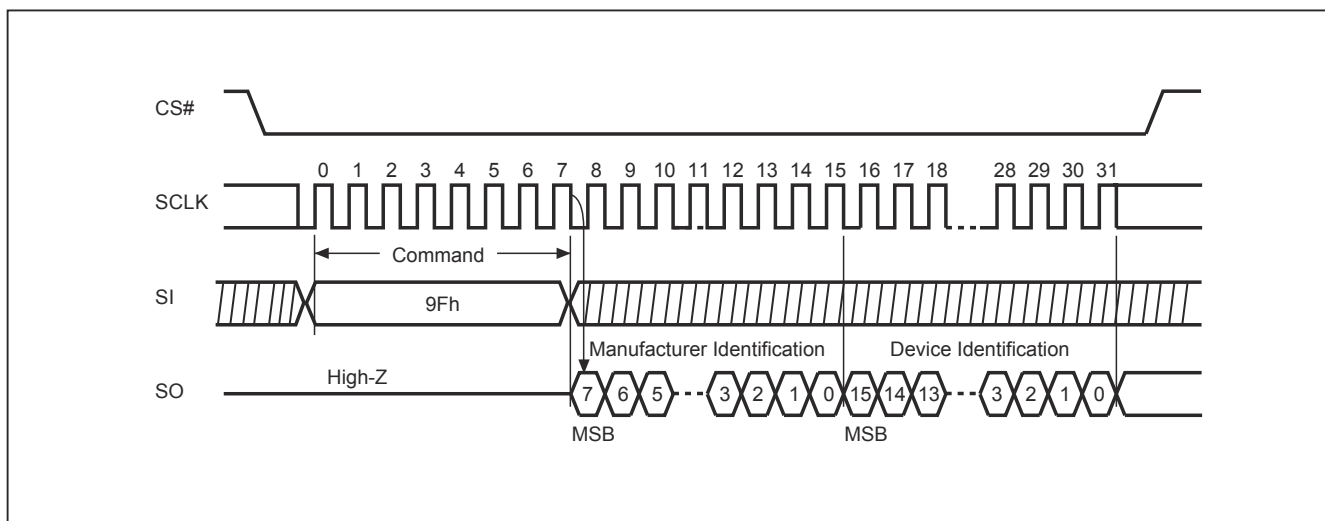 CS#
0 1 2 3 4 5 6 7 8 9 10 11 12 13 14 15 16 17 18 28 29 30 31
SCLK
Command
SI
9Fh
Manufacturer Identification Device Identification
High-Z
SO
7 6 5 3 2 1 0 15 14 13 3 2 1 0
MSB MSB